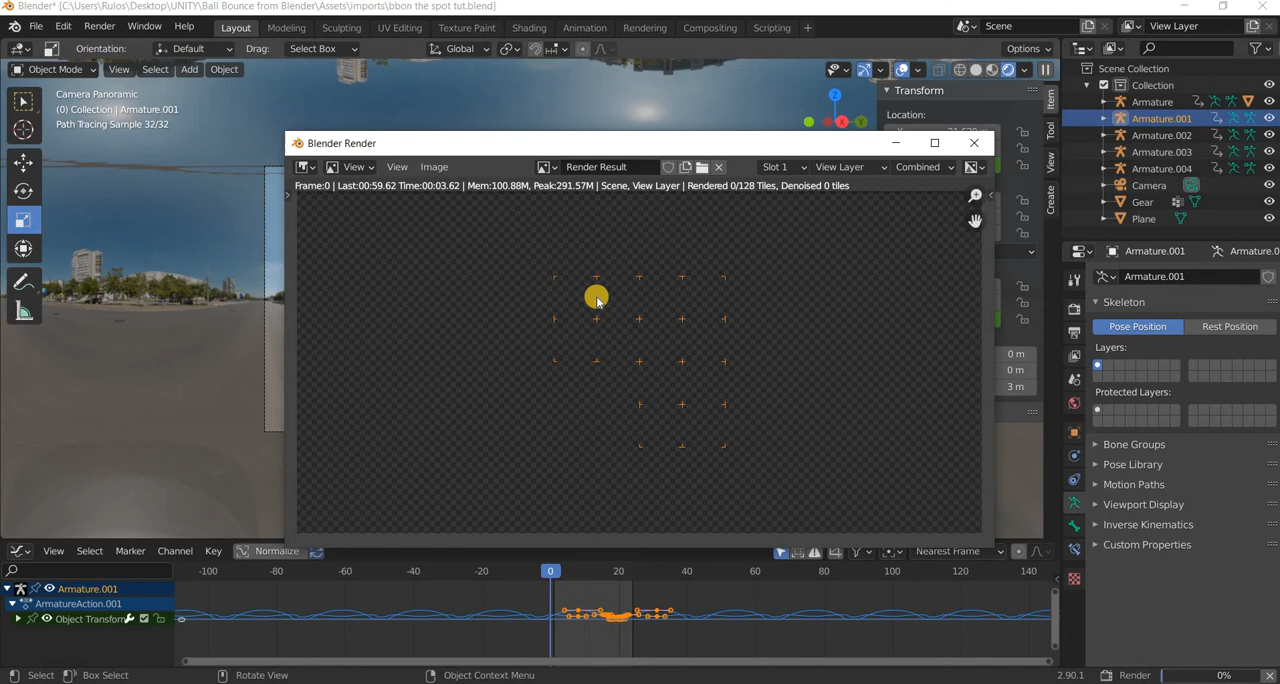 Blender* [C:\Users\Rulos\Desktop\UNITY\Ball Bounce from Blender\Assets\imports\bbon the spot tut.blend]
File Edit Render Window Help Layout Modeling Sculpting UV Editing Texture Paint Shading Animation Rendering Compositing Scripting + Scene View Layer
Orientation: Default Drag: Select Box Global Options
Object Mode View Select Add Object
Camera Panoramic
(0) Collection | Armature.001
Path Tracing Sample 32/32
Z
X
Y
Transform
Location:
Item
Tool
View
Create
0 m
0 m
3 m
Blender Render
View View Image Render Result Slot 1 View Layer Combined
Frame:0 | Last:00:59.62 Time:00:03.62 | Mem:100.88M, Peak:291.57M | Scene, View Layer | Rendered 0/128 Tiles, Denoised 0 tiles
Scene Collection
Collection
Armature
Armature.001
Armature.002
Armature.003
Armature.004
Camera
Gear
Plane
Armature.001 Armature.0
Armature.001
Skeleton
Pose Position Rest Position
Layers:
Protected Layers:
Bone Groups
Pose Library
Motion Paths
Viewport Display
Inverse Kinematics
Custom Properties
View Select Marker Channel Key Normalize Nearest Frame
-100 -80 -60 -40 -20 0 20 40 60 80 100 120 140
Armature.001
ArmatureAction.001
Object Transform
Select Box Select Rotate View Object Context Menu 2.90.1 Render 0%